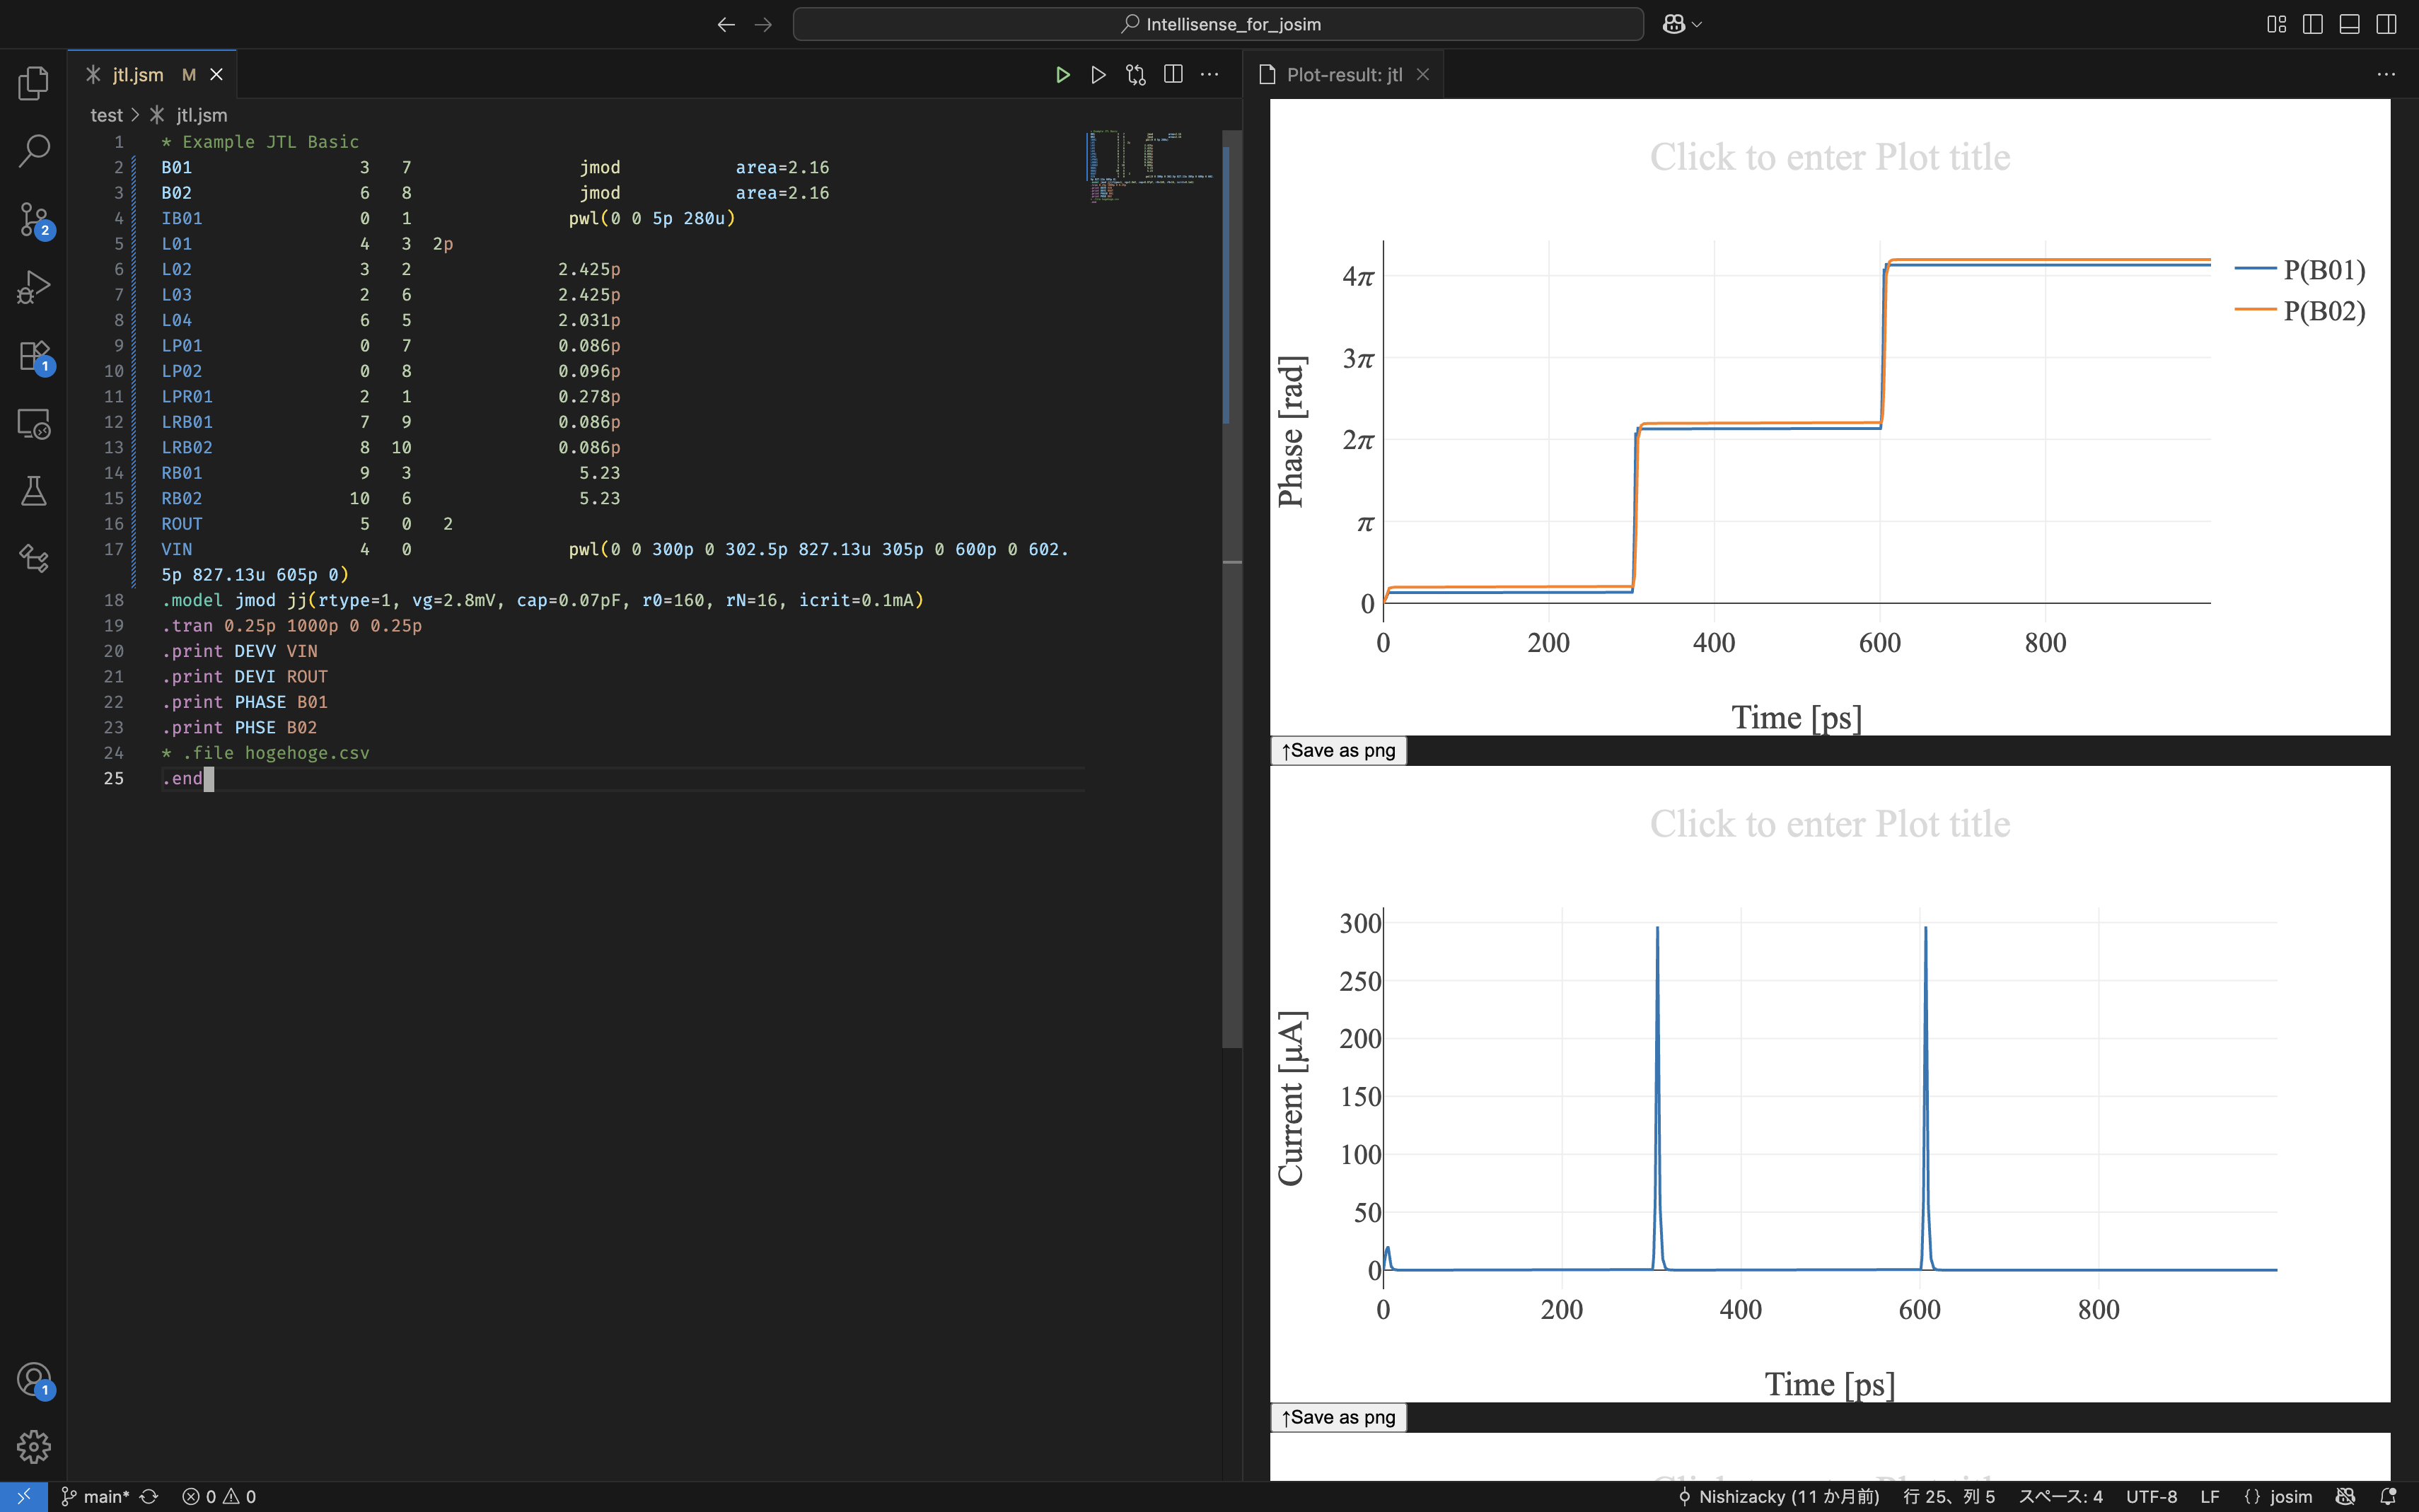 Intellisense_for_josim
jtl.jsm M
Plot-result: jtl
test > jtl.jsm
1 * Example JTL Basic
2 B01 3 7 jmod area=2.16
3 B02 6 8 jmod area=2.16
4 IB01 0 1 pwl(0 0 5p 280u)
5 L01 4 3 2p
6 L02 3 2 2.425p
7 L03 2 6 2.425p
8 L04 6 5 2.031p
9 LP01 0 7 0.086p
10 LP02 0 8 0.096p
11 LPR01 2 1 0.278p
12 LRB01 7 9 0.086p
13 LRB02 8 10 0.086p
14 RB01 9 3 5.23
15 RB02 10 6 5.23
16 ROUT 5 0 2
17 VIN 4 0 pwl(0 0 300p 0 302.5p 827.13u 305p 0 600p 0 602.
5p 827.13u 605p 0)
18 .model jmod jj(rtype=1, vg=2.8mV, cap=0.07pF, r0=160, rN=16, icrit=0.1mA)
19 .tran 0.25p 1000p 0 0.25p
20 .print DEVV VIN
21 .print DEVI ROUT
22 .print PHASE B01
23 .print PHSE B02
24 * .file hogehoge.csv
25 .end
2
1
1
Click to enter Plot title
4π
3π
2π
π
0
Phase [rad]
0 200 400 600 800
Time [ps]
P(B01)
P(B02)
↑Save as png
Click to enter Plot title
300
250
200
150
100
50
0
Current [μA]
0 200 400 600 800
Time [ps]
↑Save as png
main* 0 0
Nishizacky (11 か月前) 行 25、列 5 スペース: 4 UTF-8 LF {} josim